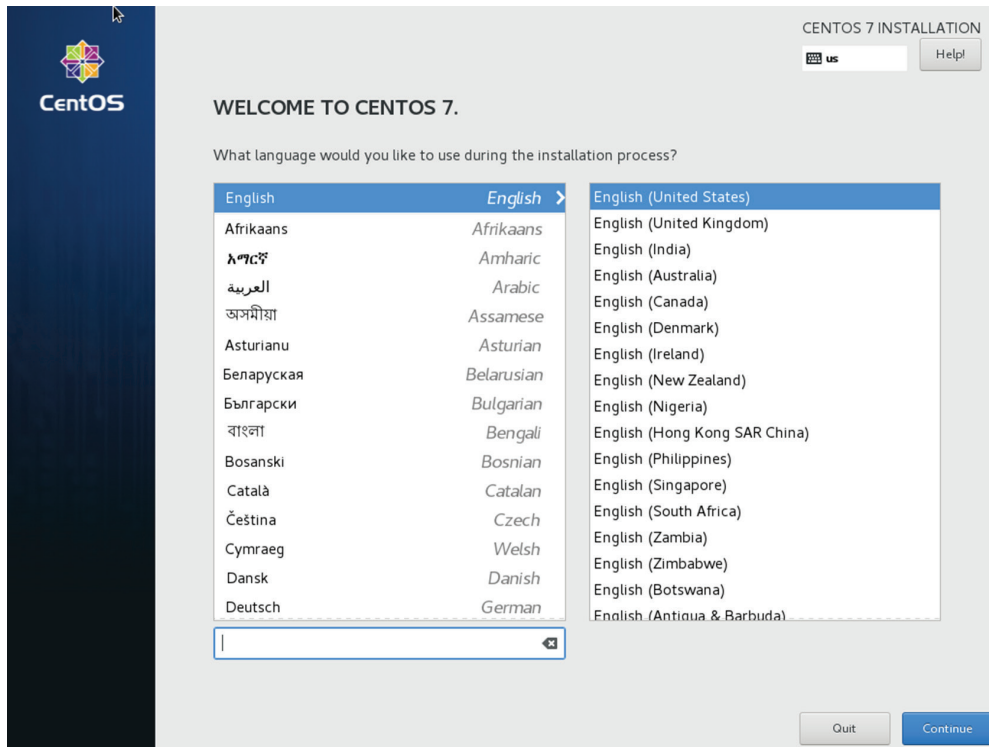 CentOS
CENTOS 7 INSTALLATION
us
Help!
WELCOME TO CENTOS 7.
What language would you like to use during the installation process?
English English
Afrikaans Afrikaans
አማርኛ Amharic
العربية Arabic
অসমীয়া Assamese
Asturianu Asturian
Беларуская Belarusian
Български Bulgarian
বাংলা Bengali
Bosanski Bosnian
Català Catalan
Čeština Czech
Cymraeg Welsh
Dansk Danish
Deutsch German
English (United States)
English (United Kingdom)
English (India)
English (Australia)
English (Canada)
English (Denmark)
English (Ireland)
English (New Zealand)
English (Nigeria)
English (Hong Kong SAR China)
English (Philippines)
English (Singapore)
English (South Africa)
English (Zambia)
English (Zimbabwe)
English (Botswana)
English (Antigua & Barbuda)
Quit
Continue